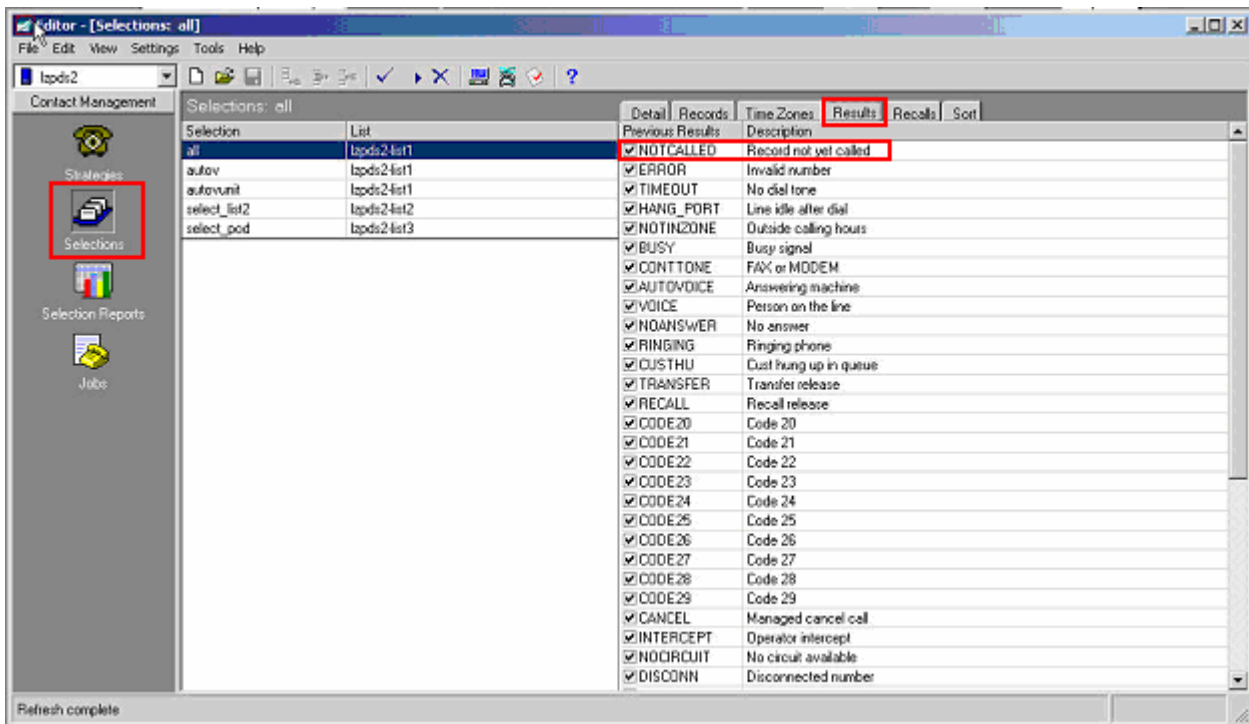 Editor - [Selections: all]
File Edit View Settings Tools Help
lzpds2
Contact Management
Strategies
Selections
Selection Reports
Jobs
Selections: all
Selection List
all lzpds2-list1
autov lzpds2-list1
autovunit lzpds2-list1
select_list2 lzpds2-list2
select_pod lzpds2-list3
Detail Records Time Zones Results Recalls Sort
Previous Results Description
NOTCALLED Record not yet called
ERROR Invalid number
TIMEOUT No dial tone
HANG_PORT Line idle after dial
NOTINZONE Outside calling hours
BUSY Busy signal
CONTTONE FAX or MODEM
AUTOVOICE Answering machine
VOICE Person on the line
NOANSWER No answer
RINGING Ringing phone
CUSTHU Cust hung up in queue
TRANSFER Transfer release
RECALL Recall release
CODE20 Code 20
CODE21 Code 21
CODE22 Code 22
CODE23 Code 23
CODE24 Code 24
CODE25 Code 25
CODE26 Code 26
CODE27 Code 27
CODE28 Code 28
CODE29 Code 29
CANCEL Managed cancel call
INTERCEPT Operator intercept
NOCIRCUIT No circuit available
DISCONN Disconnected number
Refresh complete